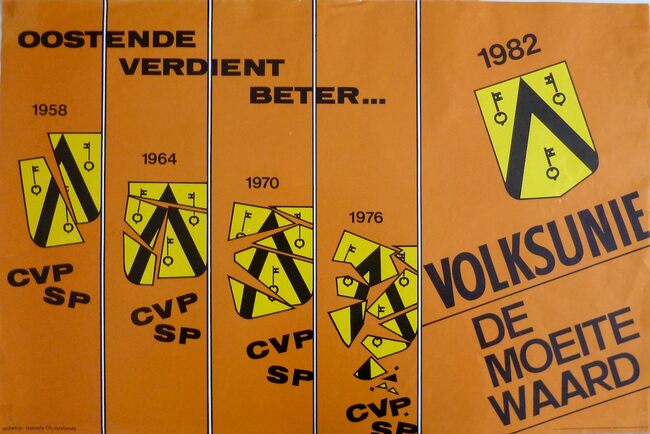 OOSTENDE
VERDIENT
BETER...
1958
CVP
SP
1964
CVP
SP
1970
CVP
SP
1976
CVP.
SP
1982
VOLKSUNIE
DE
MOEITE
WAARD